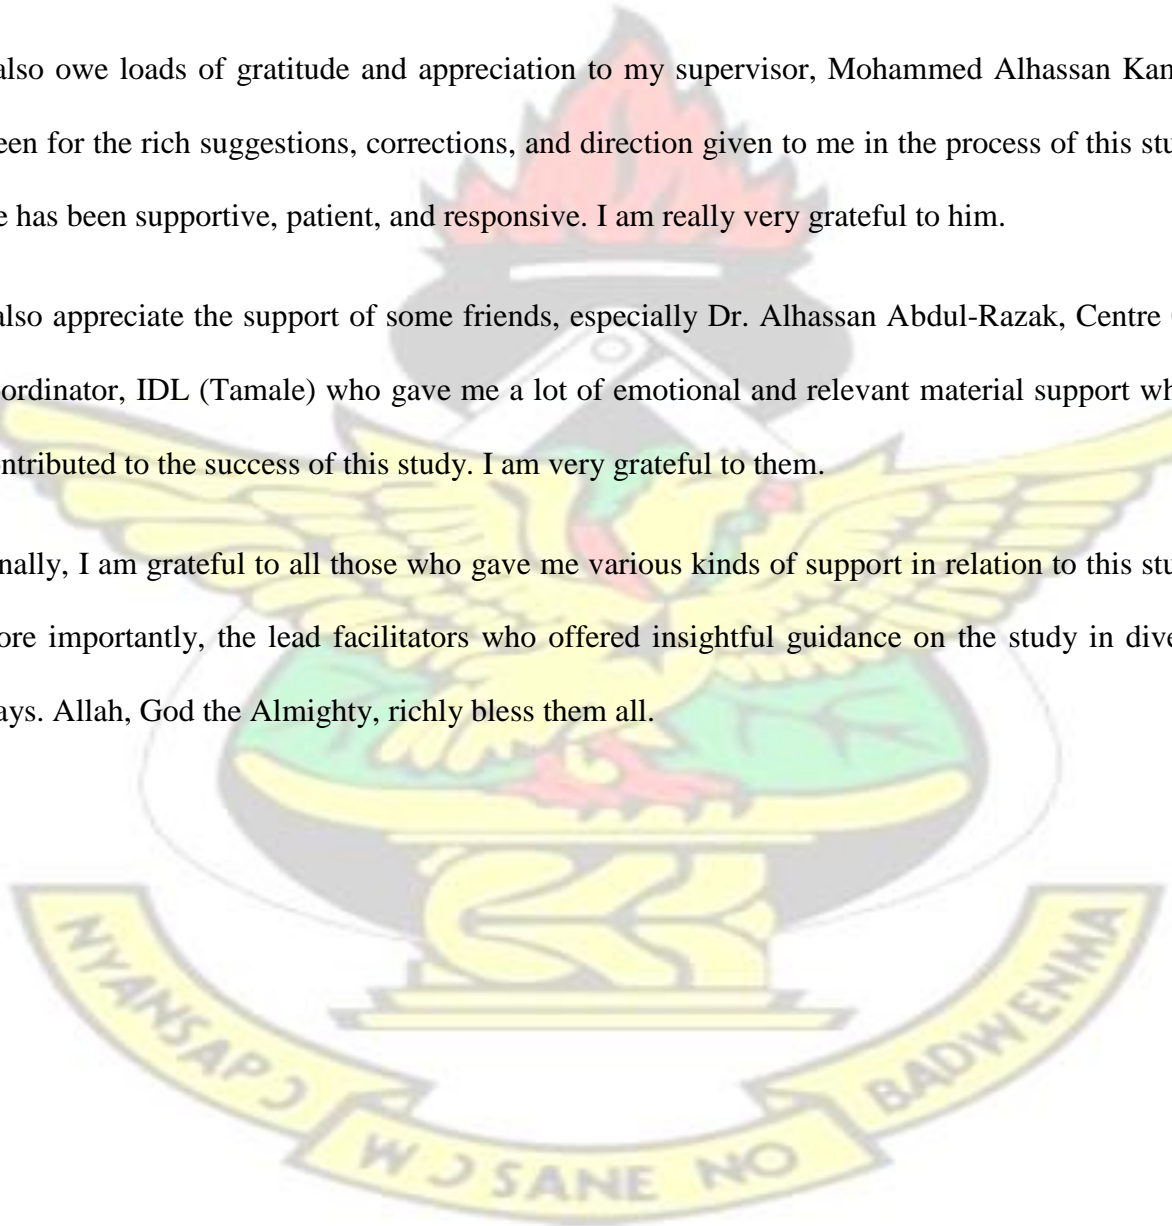 also owe loads of gratitude and appreciation to my supervisor, Mohammed Alhassan Kam
een for the rich suggestions, corrections, and direction given to me in the process of this stu
e has been supportive, patient, and responsive. I am really very grateful to him.
also appreciate the support of some friends, especially Dr. Alhassan Abdul-Razak, Centre
ordinator, IDL (Tamale) who gave me a lot of emotional and relevant material support wh
ntributed to the success of this study. I am very grateful to them.
nally, I am grateful to all those who gave me various kinds of support in relation to this stu
ore importantly, the lead facilitators who offered insightful guidance on the study in dive
ays. Allah, God the Almighty, richly bless them all.
NYANSAPƆ
WƆSANE NO
BADWENMA